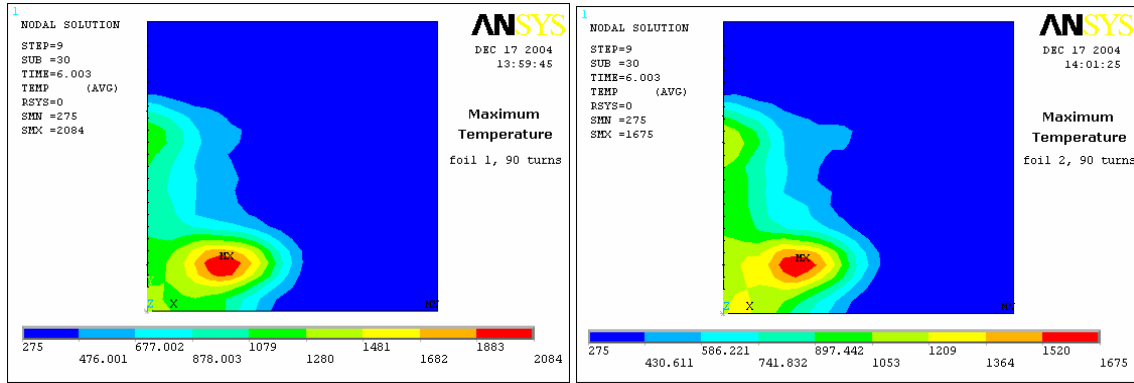 1
NODAL SOLUTION
STEP=9
SUB =30
TIME=6.003
TEMP (AVG)
RSYS=0
SMN =275
SMX =2084
ANSYS
DEC 17 2004
13:59:45
Maximum
Temperature
foil 1, 90 turns
MX
Z X
275 476.001 677.002 878.003 1079 1280 1481 1682 1883 2084
1
NODAL SOLUTION
STEP=9
SUB =30
TIME=6.003
TEMP (AVG)
RSYS=0
SMN =275
SMX =1675
ANSYS
DEC 17 2004
14:01:25
Maximum
Temperature
foil 2, 90 turns
MX
Z X
275 430.611 586.221 741.832 897.442 1053 1209 1364 1520 1675